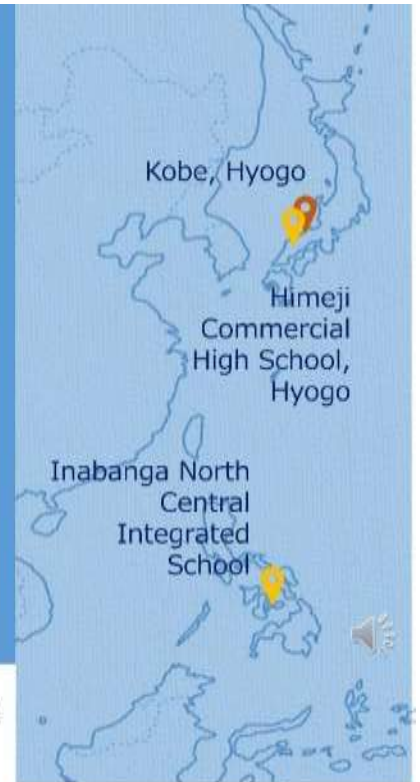 Kobe, Hyogo
Himeji
Commercial
High School,
Hyogo
Inabanga North
Central
Integrated
School